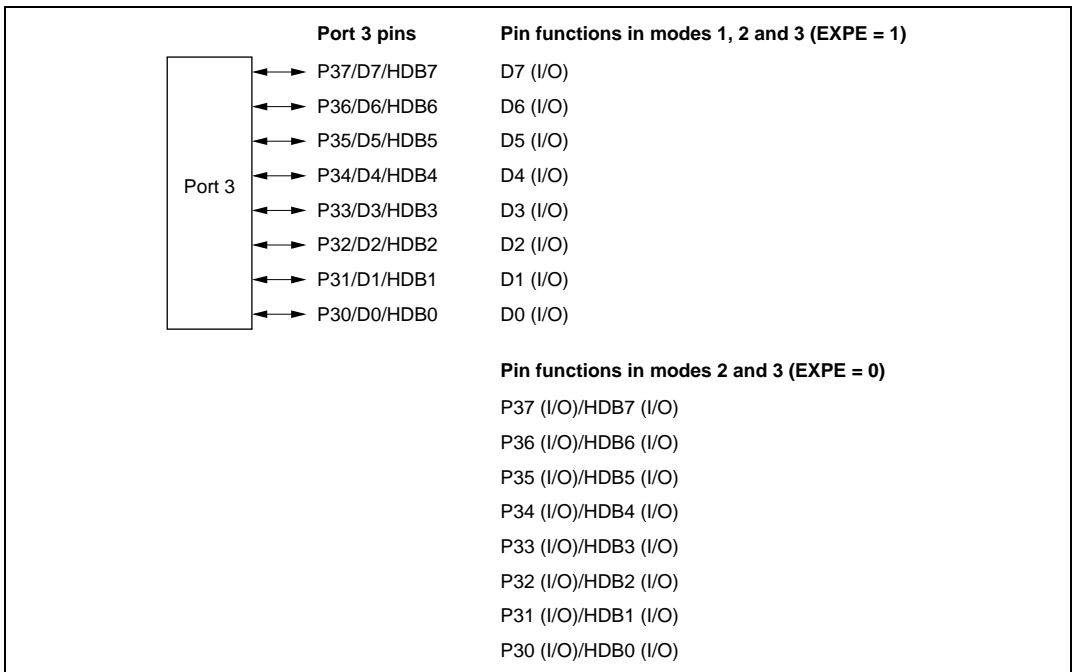 Port 3 pins Pin functions in modes 1, 2 and 3 (EXPE = 1)
P37/D7/HDB7 D7 (I/O)
P36/D6/HDB6 D6 (I/O)
P35/D5/HDB5 D5 (I/O)
P34/D4/HDB4 D4 (I/O)
Port 3
P33/D3/HDB3 D3 (I/O)
P32/D2/HDB2 D2 (I/O)
P31/D1/HDB1 D1 (I/O)
P30/D0/HDB0 D0 (I/O)
Pin functions in modes 2 and 3 (EXPE = 0)
P37 (I/O)/HDB7 (I/O)
P36 (I/O)/HDB6 (I/O)
P35 (I/O)/HDB5 (I/O)
P34 (I/O)/HDB4 (I/O)
P33 (I/O)/HDB3 (I/O)
P32 (I/O)/HDB2 (I/O)
P31 (I/O)/HDB1 (I/O)
P30 (I/O)/HDB0 (I/O)